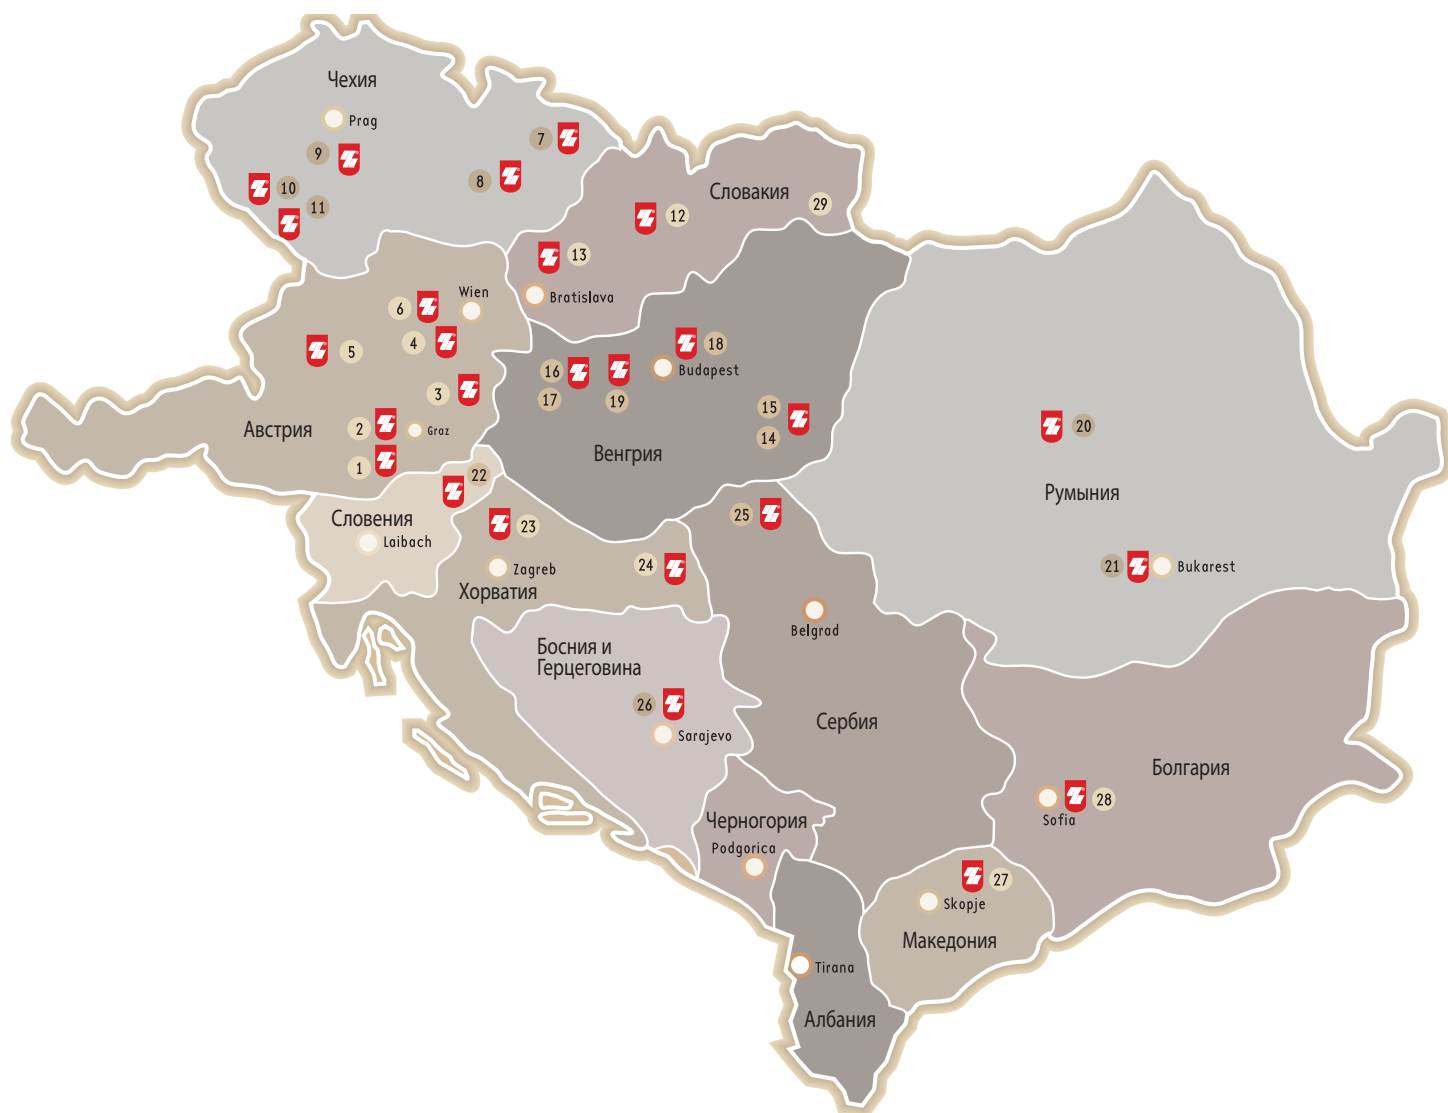 Чехия
Prag
7
9
8
10
11
Словакия
29
12
13
Bratislava
Wien
6
4
5
18
16
Budapest
17
19
3
15
14
2
Graz
Австрия
1
Венгрия
20
22
Румыния
Словения
Laibach
23
25
24
Zagreb
Хорватия
21
Bukarest
Belgrad
Босния и
Герцеговина
26
Sarajevo
Сербия
Болгария
28
Sofia
Черногория
Podgorica
27
Skopje
Македония
Tirana
Албания